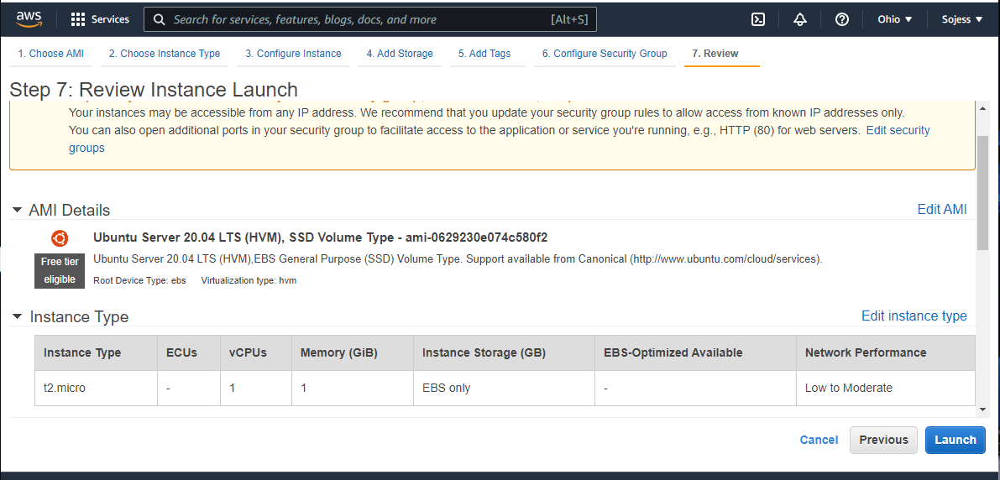 aws Services Search for services, features, blogs, docs, and more [Alt+S] Ohio Sojess
1. Choose AMI 2. Choose Instance Type 3. Configure Instance 4. Add Storage 5. Add Tags 6. Configure Security Group 7. Review
Step 7: Review Instance Launch
Your instances may be accessible from any IP address. We recommend that you update your security group rules to allow access from known IP addresses only.
You can also open additional ports in your security group to facilitate access to the application or service you're running, e.g., HTTP (80) for web servers. Edit security
groups
AMI Details Edit AMI
Ubuntu Server 20.04 LTS (HVM), SSD Volume Type - ami-0629230e074c580f2
Free tier
eligible
Ubuntu Server 20.04 LTS (HVM),EBS General Purpose (SSD) Volume Type. Support available from Canonical (http://www.ubuntu.com/cloud/services).
Root Device Type: ebs Virtualization type: hvm
Instance Type Edit instance type
Instance Type ECUs vCPUs Memory (GiB) Instance Storage (GB) EBS-Optimized Available Network Performance
t2.micro - 1 1 EBS only - Low to Moderate
Cancel Previous Launch